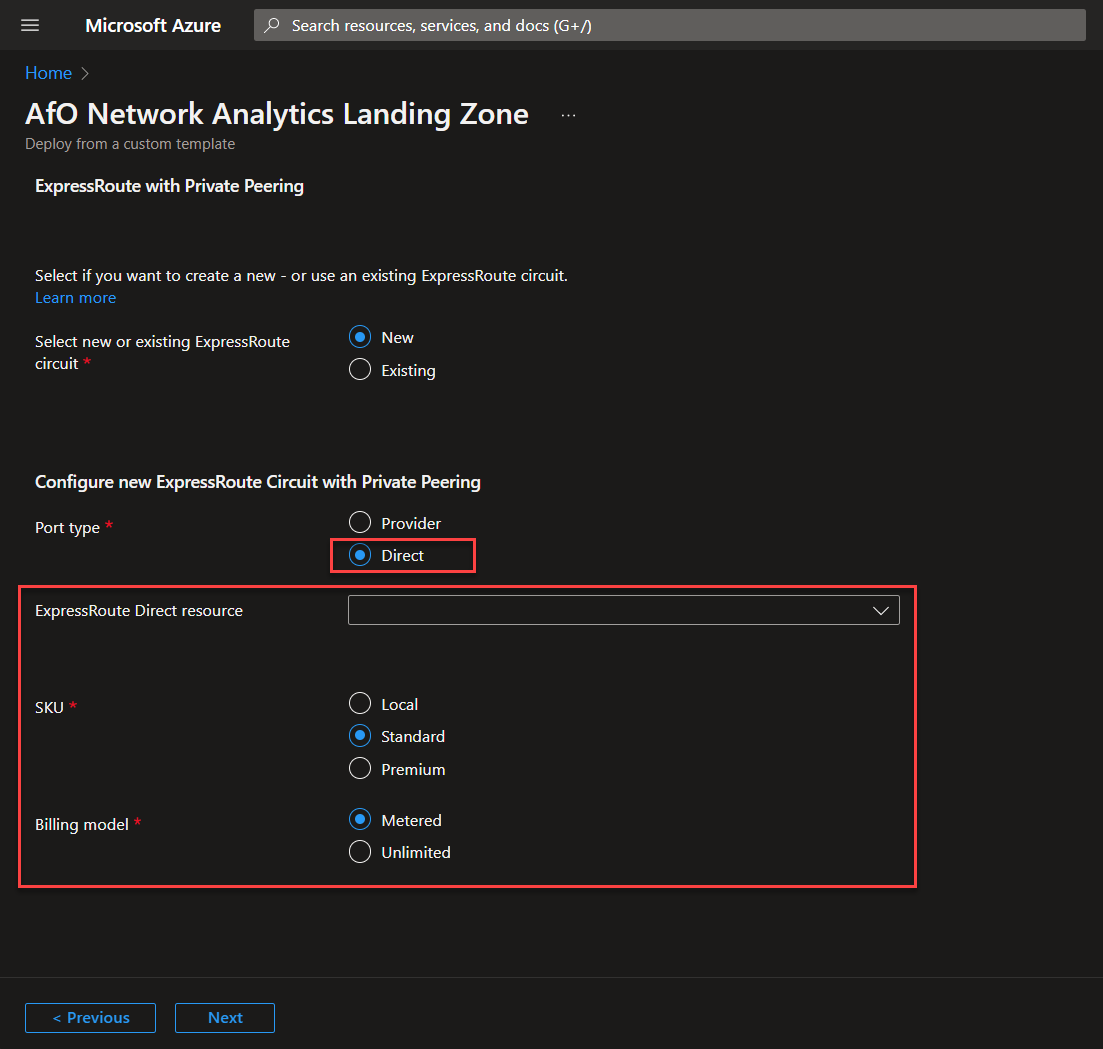 Microsoft Azure
Search resources, services, and docs (G+/)
Home
AfO Network Analytics Landing Zone ...
Deploy from a custom template
ExpressRoute with Private Peering
Select if you want to create a new - or use an existing ExpressRoute circuit.
Learn more
Select new or existing ExpressRoute
circuit *
New
Existing
Configure new ExpressRoute Circuit with Private Peering
Port type *
Provider
Direct
ExpressRoute Direct resource
SKU *
Local
Standard
Premium
Billing model *
Metered
Unlimited
< Previous
Next